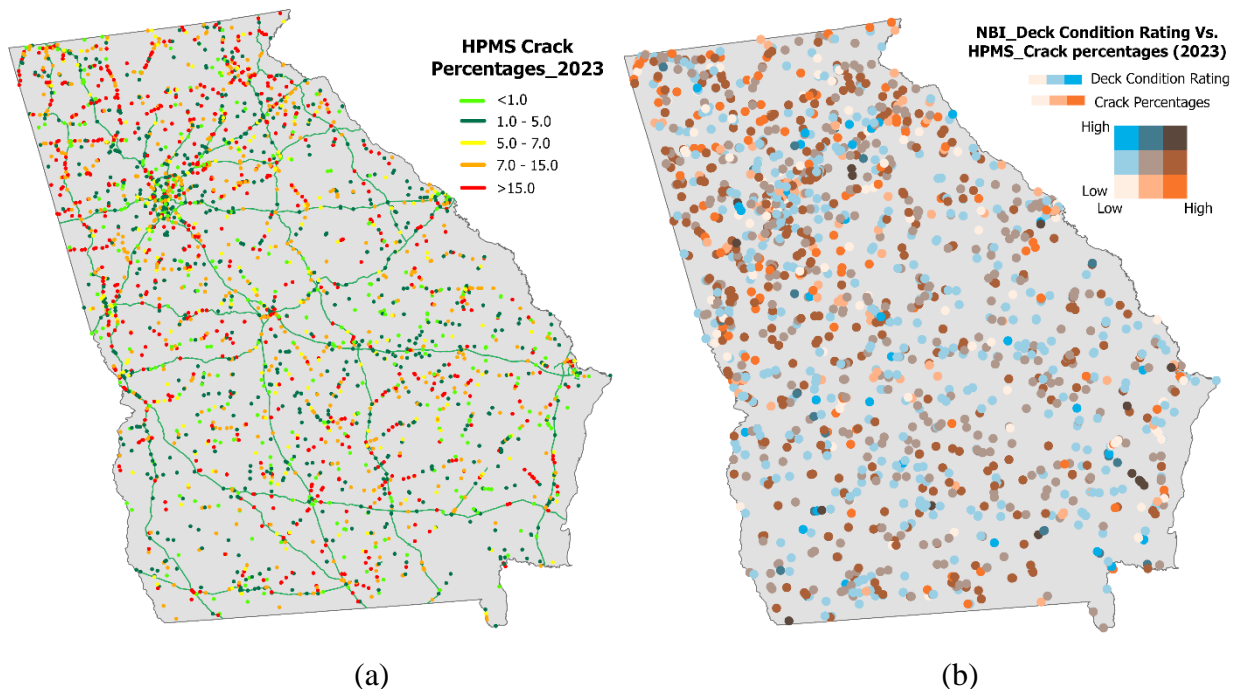 HPMS Crack
Percentages_2023
<1.0
1.0 - 5.0
5.0 - 7.0
7.0 - 15.0
>15.0
(a)
NBI_Deck Condition Rating Vs.
HPMS_Crack percentages (2023)
Deck Condition Rating
Crack Percentages
High
Low
Low
High
(b)